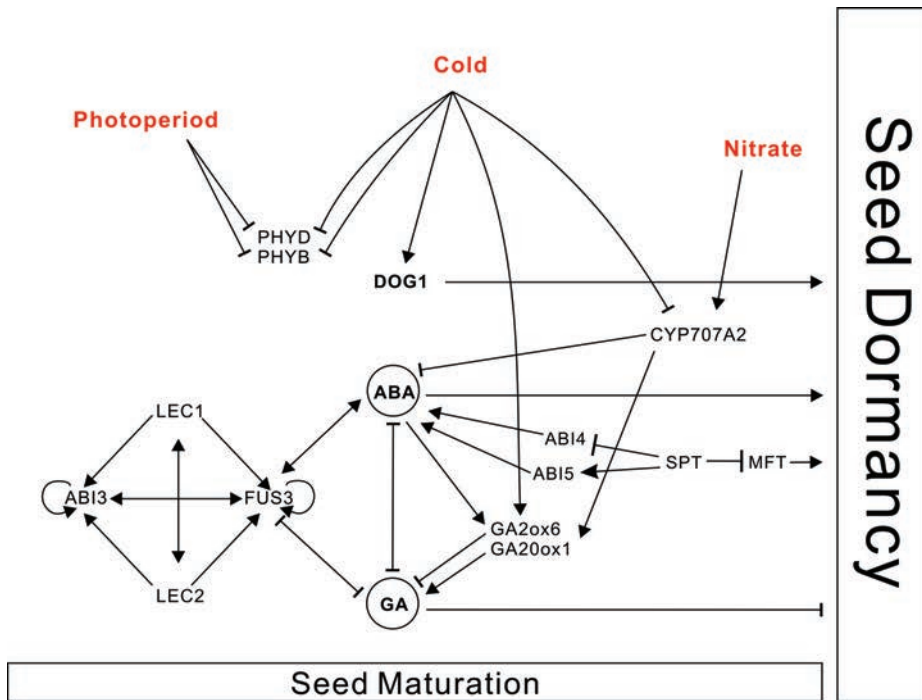 Cold
Photoperiod
Nitrate
PHYD
PHYB
DOG1
CYP707A2
ABA
LEC1
ABI4
SPT
MFT
ABI5
ABI3
FUS3
GA2ox6
GA20ox1
LEC2
GA
Seed Maturation
Seed Dormancy